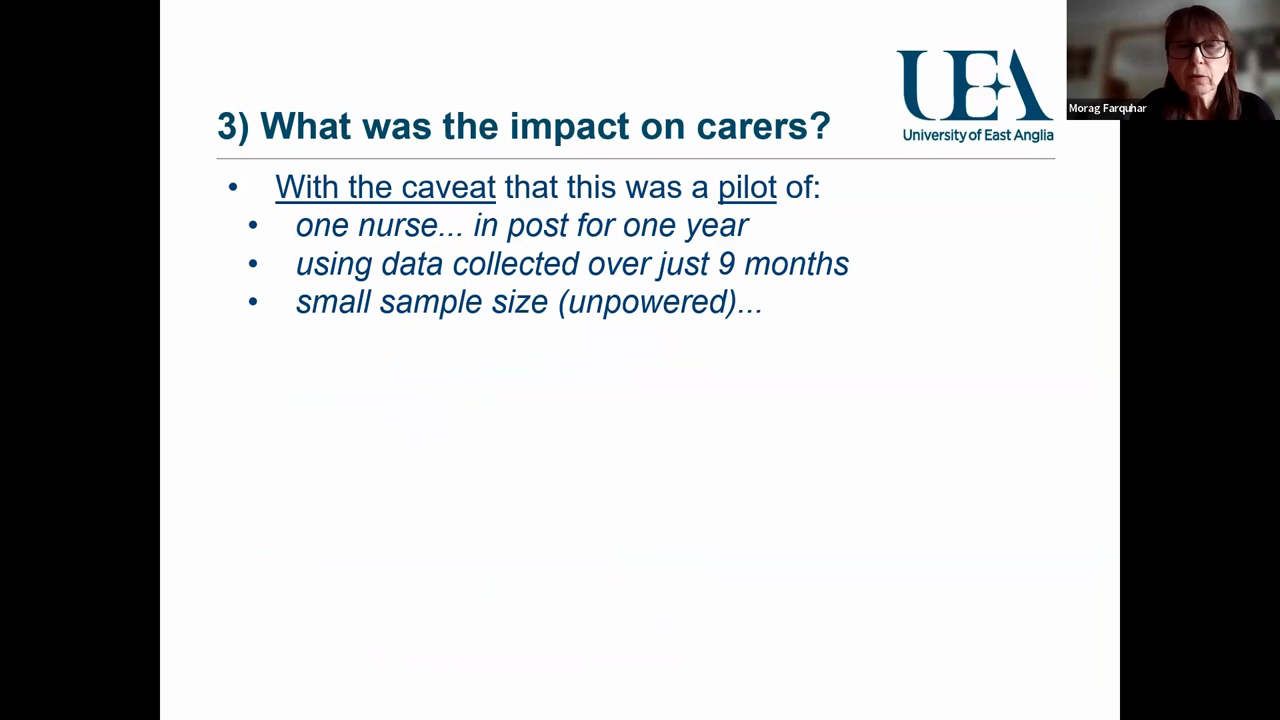 UEA
University of East Anglia
Morag Farquhar
3) What was the impact on carers?
• With the caveat that this was a pilot of:
• one nurse... in post for one year
• using data collected over just 9 months
• small sample size (unpowered)...